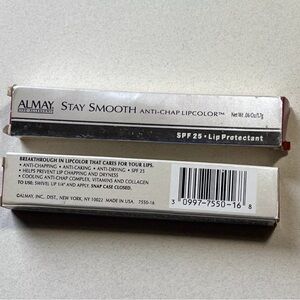 ALMAY
STAY SMOOTH ANTI-CHAP LIPCOLOR™
Net Wt. .06 Oz/1.7g
SPF 25 • Lip Protectant
BREAKTHROUGH IN LIPCOLOR THAT CARES FOR YOUR LIPS.
• ANTI-CHAPPING • ANTI-CAKING • ANTI-DRYING • SPF 25
• HELPS PREVENT LIP CHAPPING AND DRYNESS
• COOLING ANTI-CHAP COMPLEX, VITAMINS AND COLLAGEN
TO USE: SWIVEL LIP 1/4" AND APPLY. SNAP CASE CLOSED.
©ALMAY, INC. DIST., NEW YORK, NY 10022 MADE IN USA 7550-16
3 0997-7550-16 8